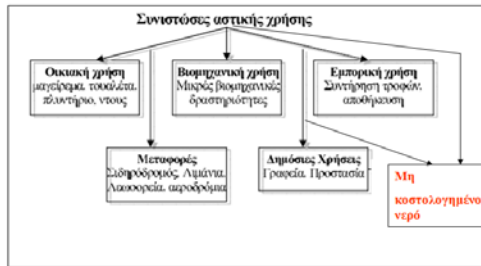 Συνιστώσες αστικής χρήσης
Οικιακή χρήση
μαγείρεμα, τουαλέτα,
πλυντήριο, ντους
Βιομηχανική χρήση
Μικρές βιομηχανικές
δραστηριότητες
Εμπορική χρήση
Συντήρηση τροφών,
αποθήκευση
Μεταφορές
Σιδηρόδρομός, Λιμάνια,
Λεωφορεία, αεροδρόμια
Δημόσιες Χρήσεις
Γραφεία, Προστασία
Μη
κοστολογημένο
νερό